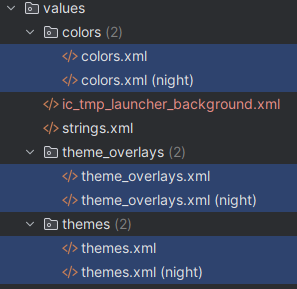 values
colors (2)
</> colors.xml
</> colors.xml (night)
</> ic_tmp_launcher_background.xml
</> strings.xml
theme_overlays (2)
</> theme_overlays.xml
</> theme_overlays.xml (night)
themes (2)
</> themes.xml
</> themes.xml (night)